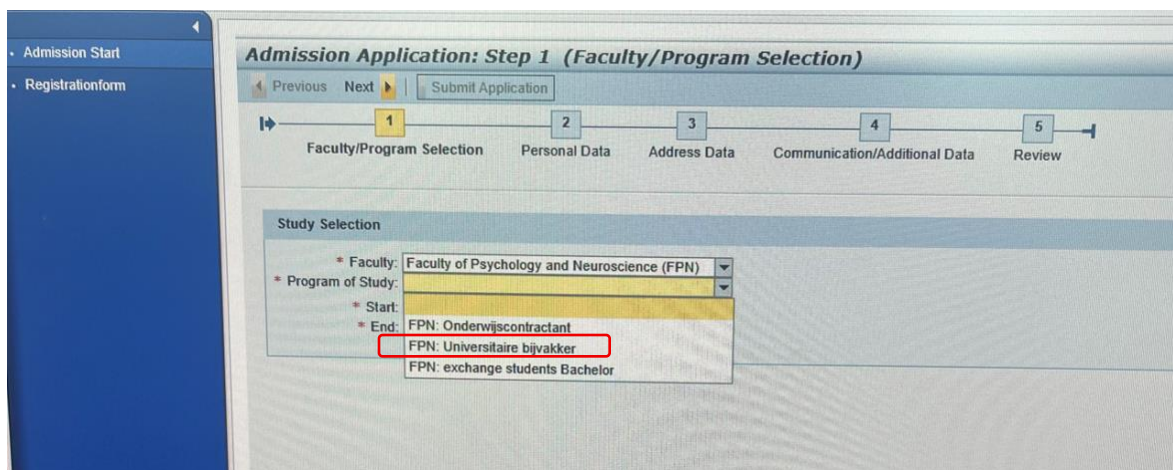 Admission Start
Registrationform
Admission Application: Step 1 (Faculty/Program Selection)
Previous Next Submit Application
1 2 3 4 5
Faculty/Program Selection Personal Data Address Data Communication/Additional Data Review
Study Selection
* Faculty: Faculty of Psychology and Neuroscience (FPN)
* Program of Study:
* Start:
* End: FPN: Onderwijscontractant
FPN: Universitaire bijvakker
FPN: exchange students Bachelor